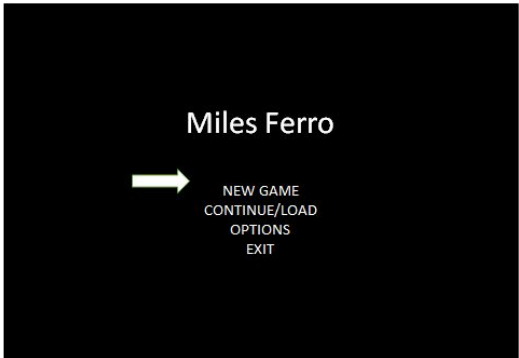 Miles Ferro
NEW GAME
CONTINUE/LOAD
OPTIONS
EXIT